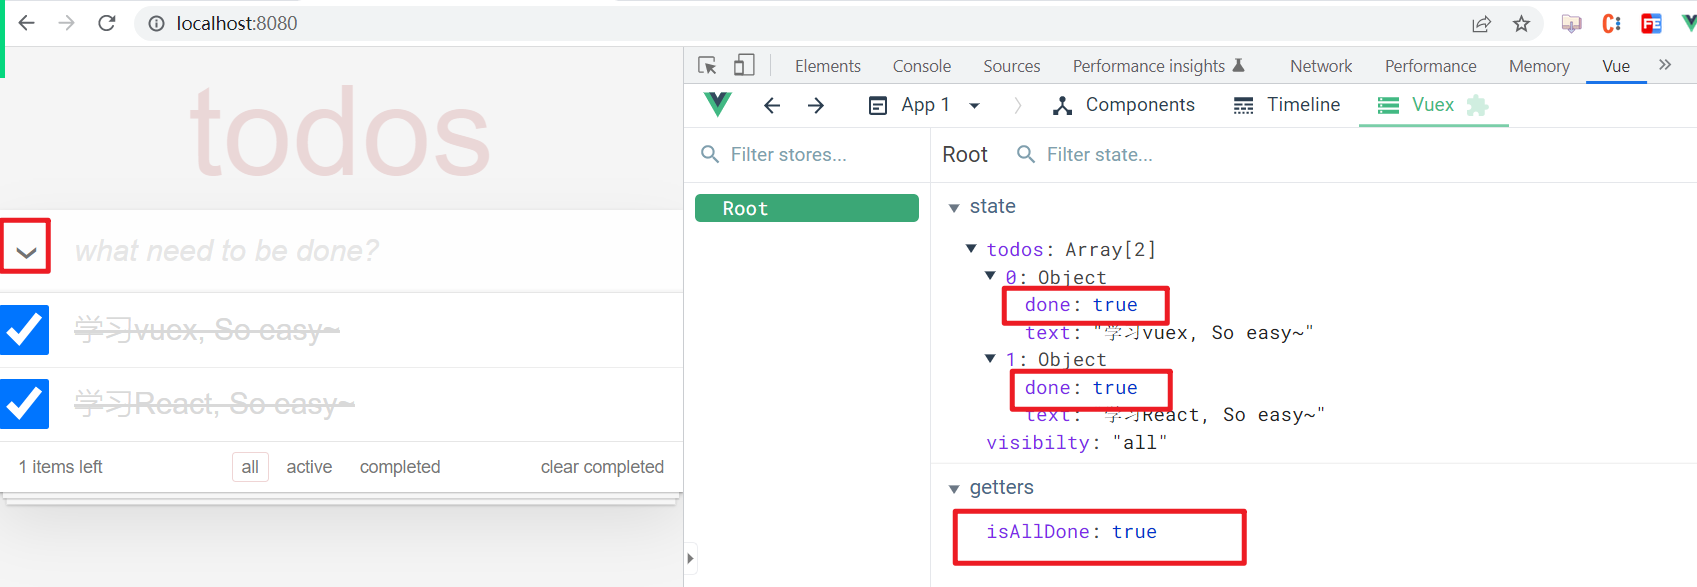 localhost:8080
Elements Console Sources Performance insights Network Performance Memory Vue
App 1 Components Timeline Vuex
Filter stores...
Root Filter state...
Root
todos
what need to be done?
学习vuex, So easy~
学习React, So easy~
1 items left all active completed clear completed
state
todos: Array[2]
0: Object
done: true
text: "学习vuex, So easy~"
1: Object
done: true
text: "学习React, So easy~"
visibilty: "all"
getters
isAllDone: true